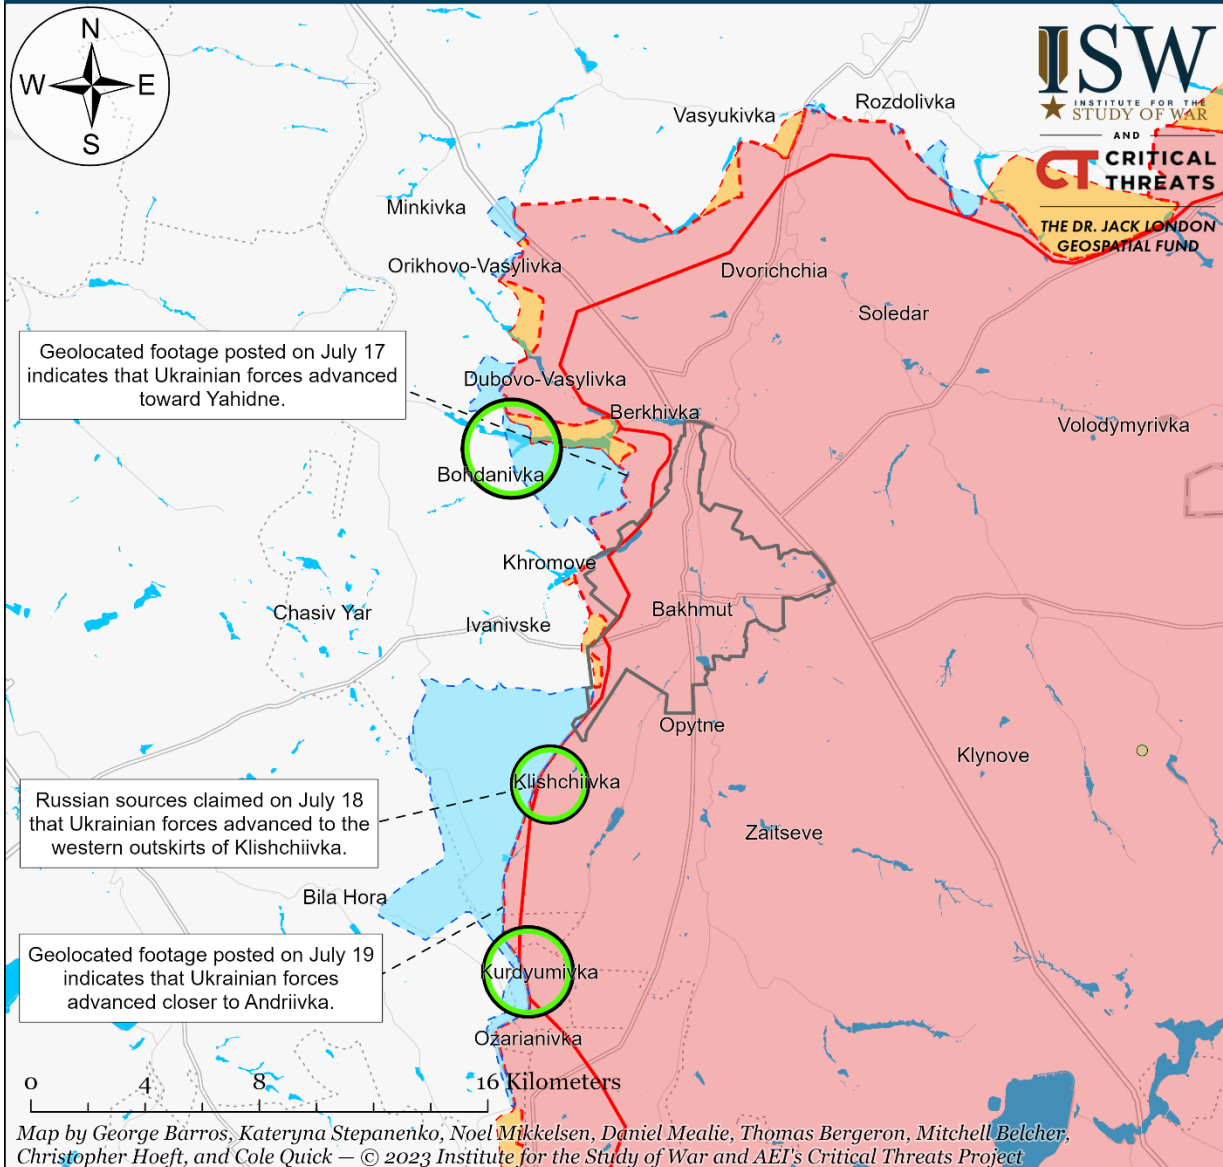 N
W
E
S
ISW
INSTITUTE FOR THE
STUDY OF WAR
AND
CT CRITICAL
THREATS
THE DR. JACK LONDON
GEOSPATIAL FUND
Vasyukivka
Rozdolivka
Minkivka
Orikhovo-Vasylivka
Dvorichchia
Soledar
Geolocated footage posted on July 17
indicates that Ukrainian forces advanced
toward Yahidne.
Dubovo-Vasylivka
Berkhivka
Volodymyrivka
Bohdanivka
Khromove
Chasiv Yar
Ivanivske
Bakhmut
Opytne
Klynove
Klishchiivka
Russian sources claimed on July 18
that Ukrainian forces advanced to the
western outskirts of Klishchiivka.
Zaitseve
Bila Hora
Geolocated footage posted on July 19
indicates that Ukrainian forces
advanced closer to Andriivka.
Kurdyumivka
Ozarianivka
0 4 8 16 Kilometers
Map by George Barros, Kateryna Stepanenko, Noel Mikkelsen, Daniel Mealie, Thomas Bergeron, Mitchell Belcher,
Christopher Hoeft, and Cole Quick — © 2023 Institute for the Study of War and AEI's Critical Threats Project